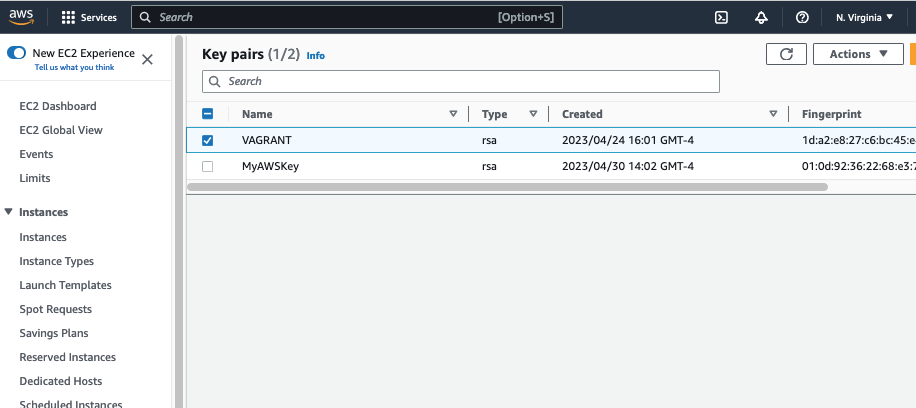 aws
Services
Search
[Option+S]
N. Virginia
New EC2 Experience
Tell us what you think
EC2 Dashboard
EC2 Global View
Events
Limits
Instances
Instances
Instance Types
Launch Templates
Spot Requests
Savings Plans
Reserved Instances
Dedicated Hosts
Scheduled Instances
Key pairs (1/2) Info
Actions
Search
Name Type Created Fingerprint
VAGRANT rsa 2023/04/24 16:01 GMT-4 1d:a2:e8:27:c6:bc:45:e
MyAWSKey rsa 2023/04/30 14:02 GMT-4 01:0d:92:36:22:68:e3:7